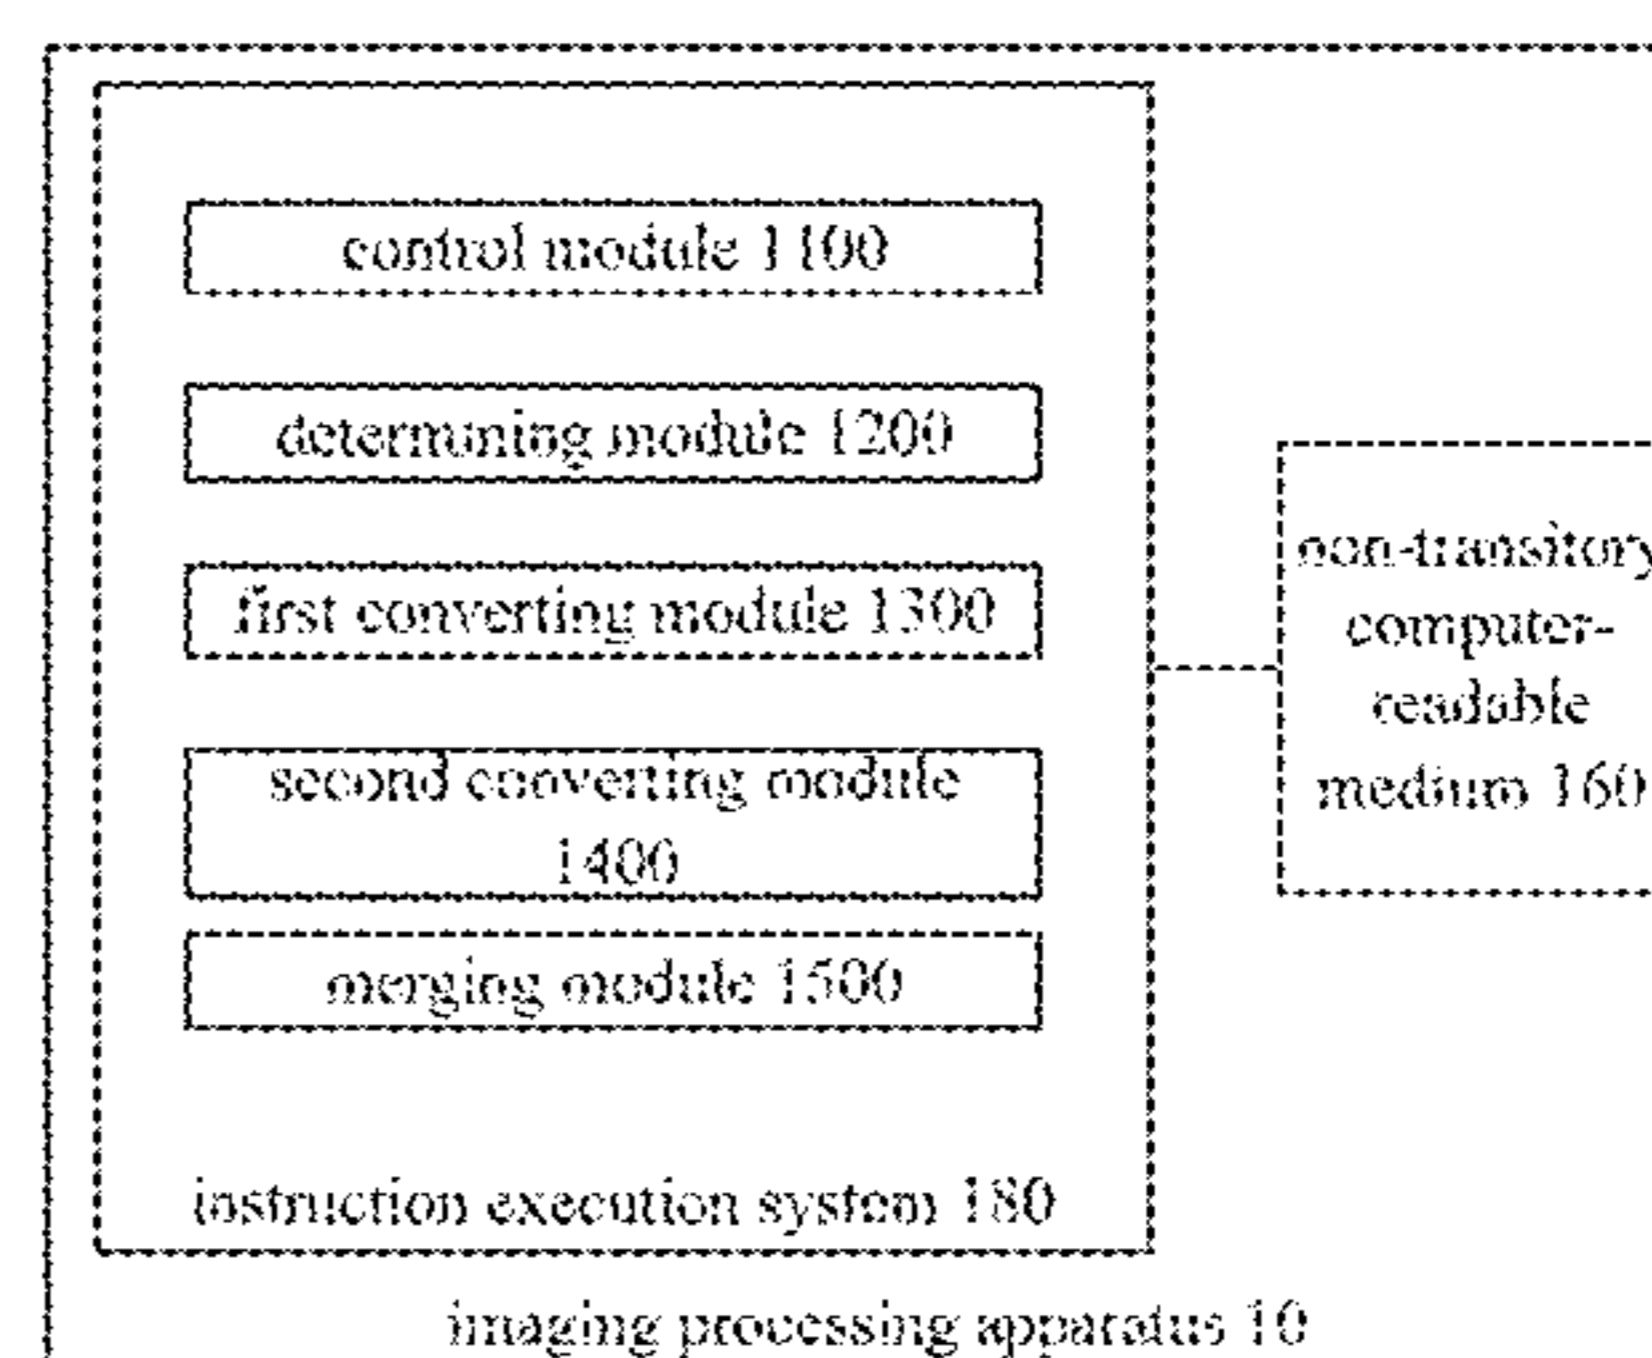 control module 1100
determining module 1200
first converting module 1300
second converting module
1400
merging module 1500
instruction execution system 180
non-transitory
computer-
readable
medium 160
imaging processing apparatus 10